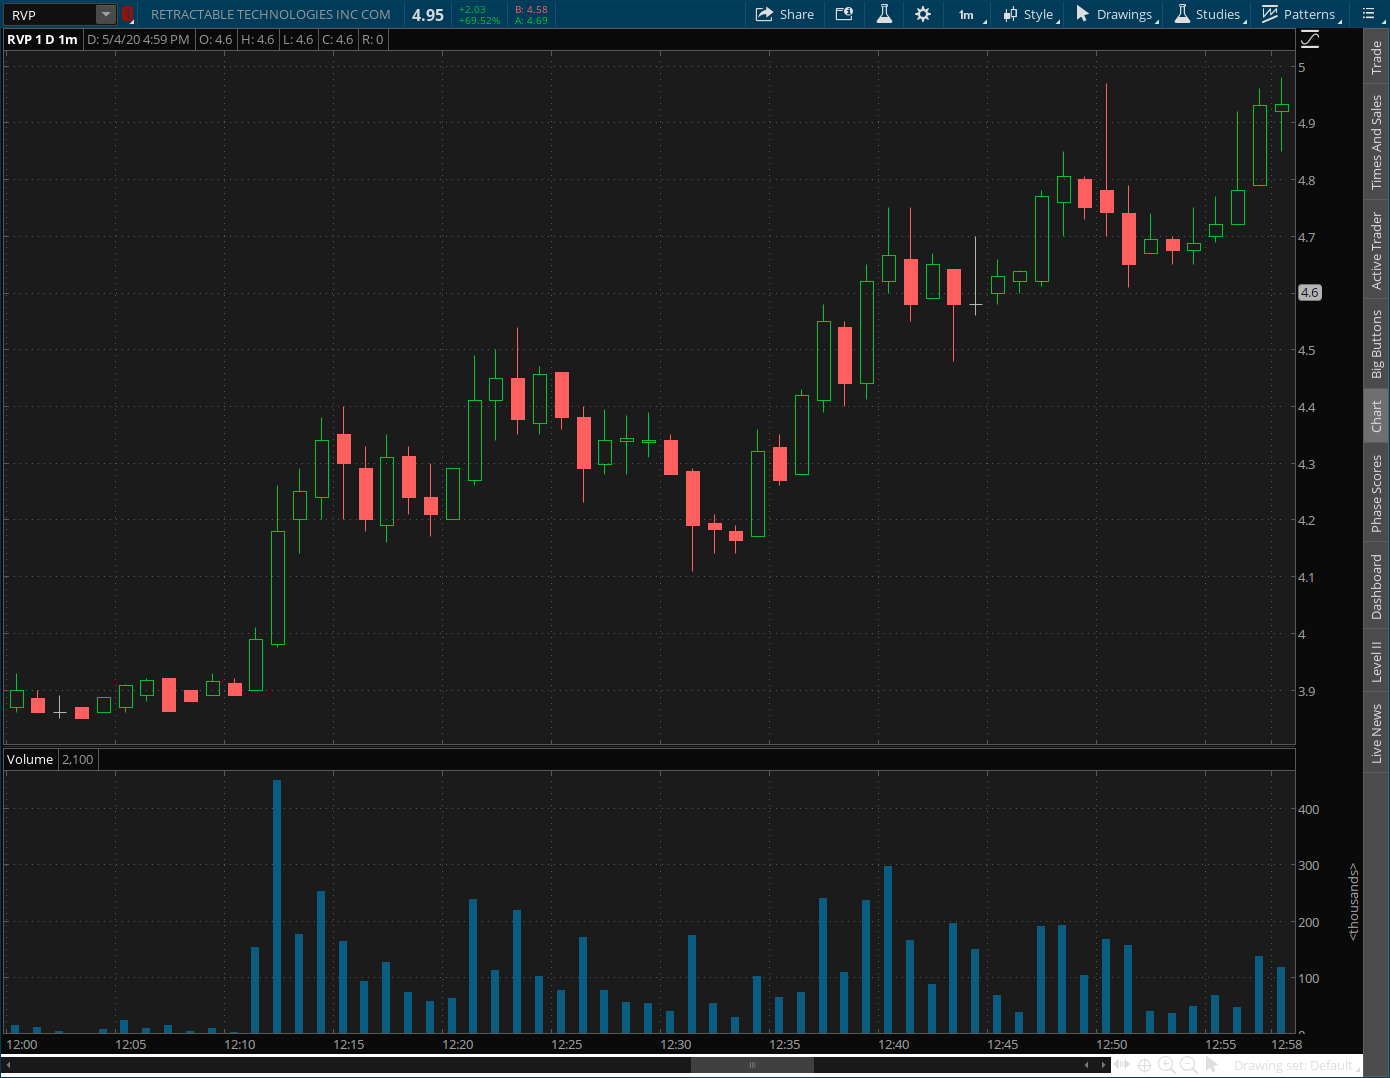 RVP 1 RETRACTABLE TECHNOLOGIES INC COM 4.95 +2.03 B: 4.58 Share 1m Style Drawings Studies Patterns
+69.52% A: 4.69
RVP 1 D 1m D: 5/4/20 4:59 PM O: 4.6 H: 4.6 L: 4.6 C: 4.6 R: 0
5
4.9
4.8
4.7
4.6
4.5
4.4
4.3
4.2
4.1
4
3.9
Volume 2,100
400
300
200
100
0
<thousands>
12:00 12:05 12:10 12:15 12:20 12:25 12:30 12:35 12:40 12:45 12:50 12:55 12:58
Drawing set: Default
Trade
Times And Sales
Active Trader
Big Buttons
Chart
Phase Scores
Dashboard
Level II
Live News